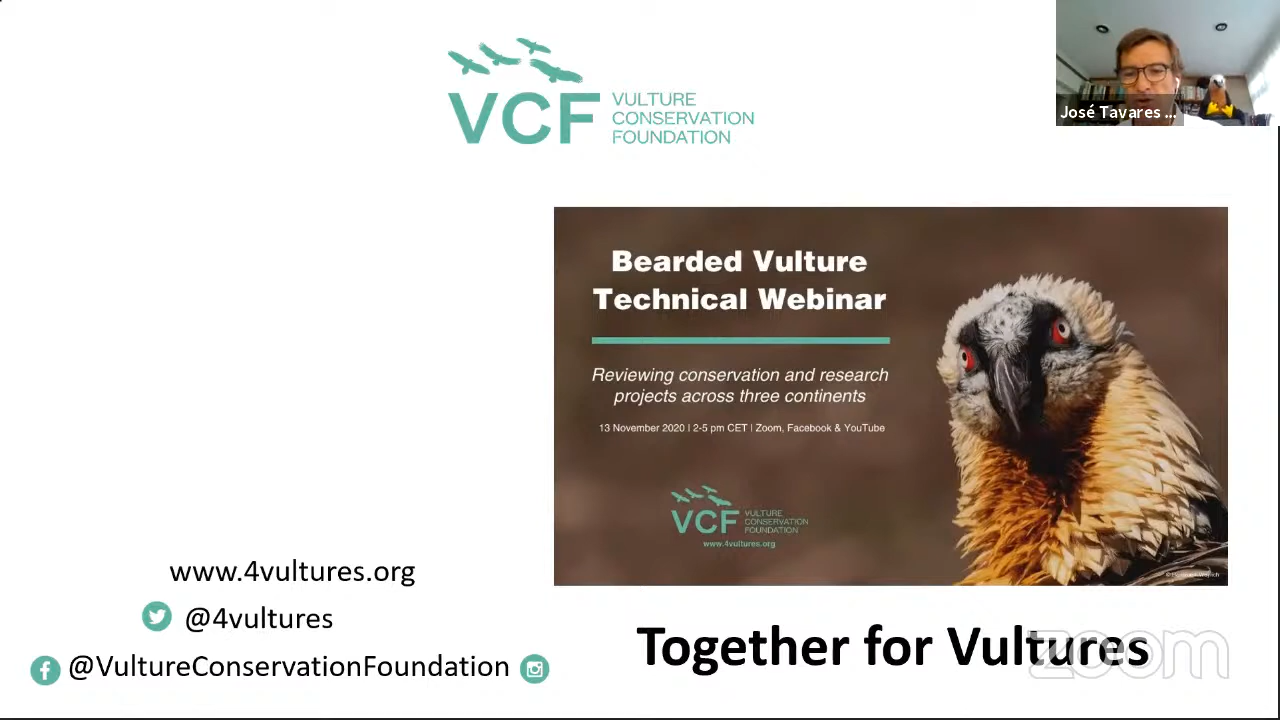 VCF VULTURE
CONSERVATION
FOUNDATION
José Tavares ...
Bearded Vulture
Technical Webinar
Reviewing conservation and research
projects across three continents
13 November 2020 | 2-5 pm CET | Zoom, Facebook & YouTube
VCF VULTURE
CONSERVATION
FOUNDATION
www.4vultures.org
www.4vultures.org
@4vultures
@VultureConservationFoundation
Together for Vultures
zoom